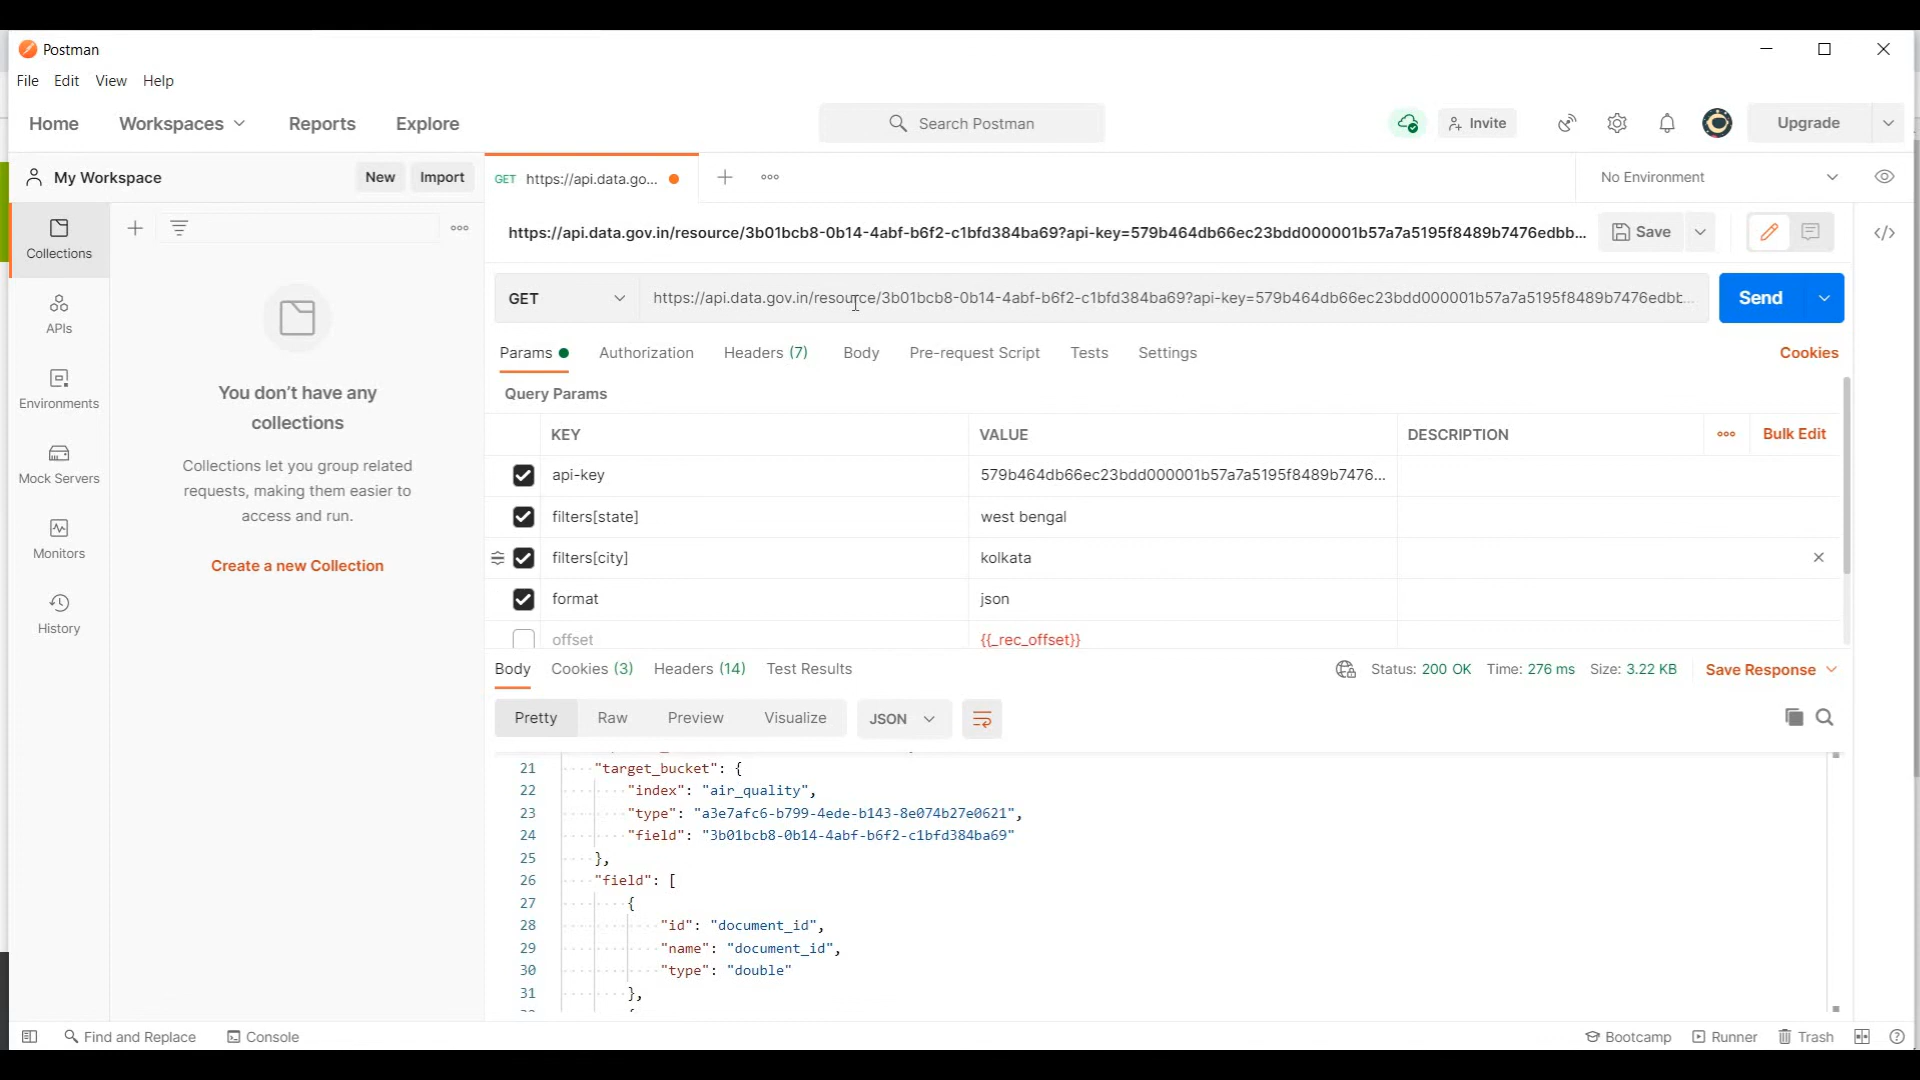 Postman
File Edit View Help
Home Workspaces Reports Explore Search Postman Invite Upgrade
My Workspace New Import GET https://api.data.go... No Environment
https://api.data.gov.in/resource/3b01bcb8-0b14-4abf-b6f2-c1bfd384ba69?api-key=579b464db66ec23bdd000001b57a7a5195f8489b7476edbb... Save
Collections
GET https://api.data.gov.in/resource/3b01bcb8-0b14-4abf-b6f2-c1bfd384ba69?api-key=579b464db66ec23bdd000001b57a7a5195f8489b7476edbb... Send
APIs
Params Authorization Headers (7) Body Pre-request Script Tests Settings Cookies
Environments
You don't have any
collections
Query Params
KEY VALUE DESCRIPTION Bulk Edit
Mock Servers
Collections let you group related
requests, making them easier to
access and run.
api-key 579b464db66ec23bdd000001b57a7a5195f8489b7476...
filters[state] west bengal
Monitors
Create a new Collection
filters[city] kolkata
format json
History
offset {{_rec_offset}}
Body Cookies (3) Headers (14) Test Results Status: 200 OK Time: 276 ms Size: 3.22 KB Save Response
Pretty Raw Preview Visualize JSON
21 "target_bucket": {
22 "index": "air_quality",
23 "type": "a3e7afc6-b799-4ede-b143-8e074b27e0621",
24 "field": "3b01bcb8-0b14-4abf-b6f2-c1bfd384ba69"
25 },
26 "field": [
27 {
28 "id": "document_id",
29 "name": "document_id",
30 "type": "double"
31 },
Find and Replace Console Bootcamp Runner Trash